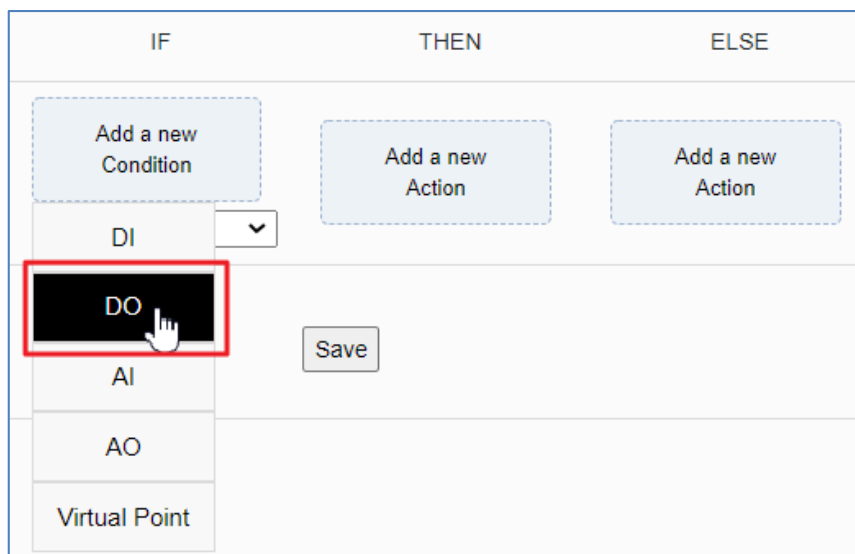 IF THEN ELSE
Add a new
Condition
Add a new
Action
Add a new
Action
DI
DO
Save
AI
AO
Virtual Point